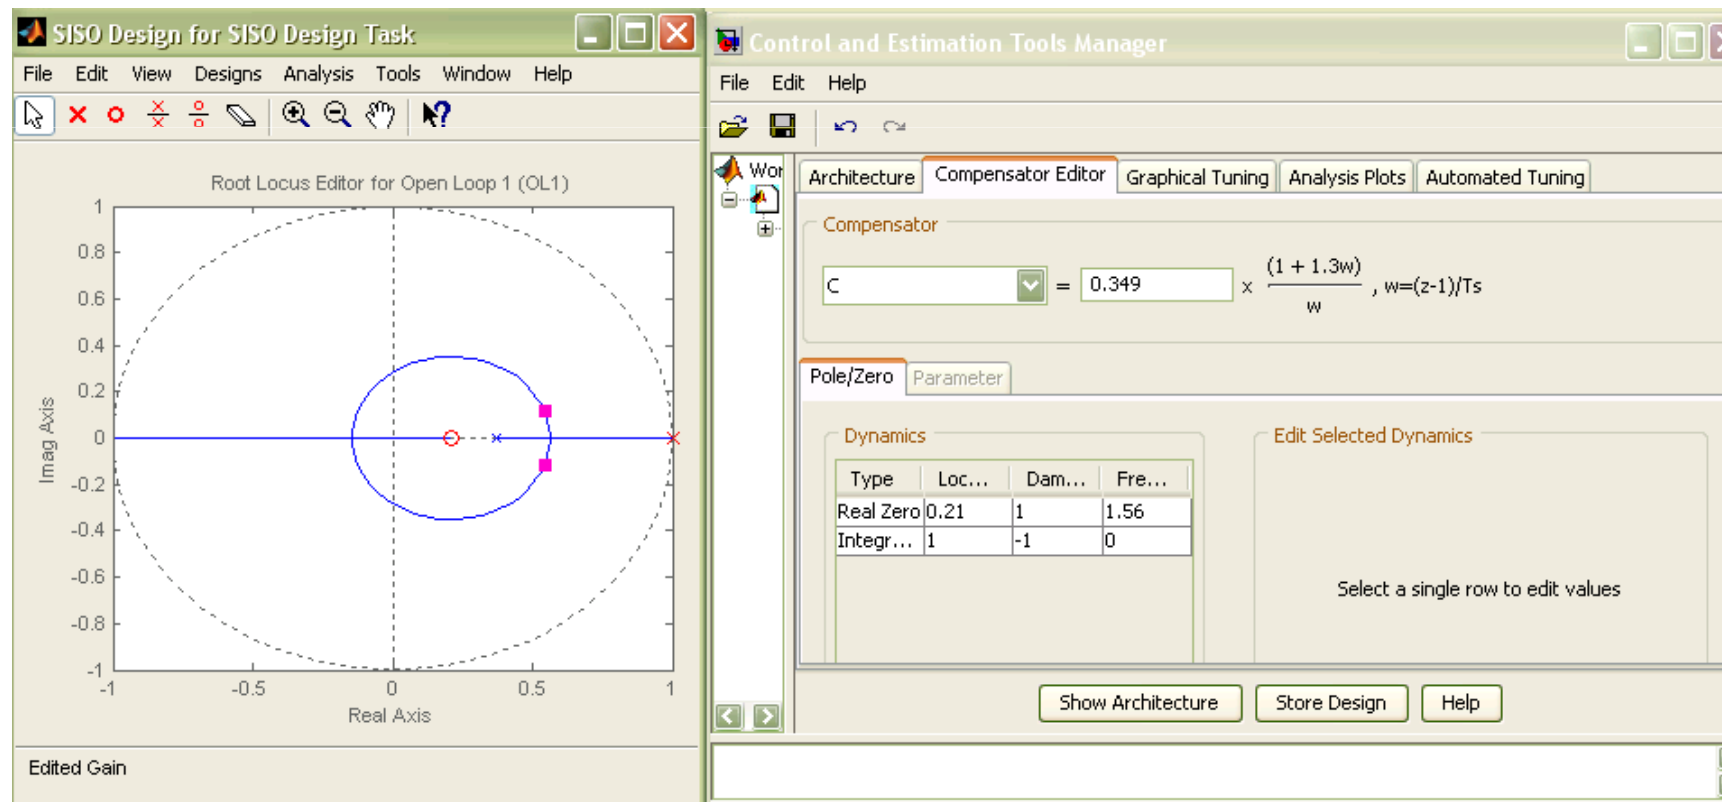 SISO Design for SISO Design Task
File Edit View Designs Analysis Tools Window Help
Root Locus Editor for Open Loop 1 (OL1)
1
0.8
0.6
0.4
0.2
0
-0.2
-0.4
-0.6
-0.8
-1
Imag Axis
-1 -0.5 0 0.5 1
Real Axis
Edited Gain
Control and Estimation Tools Manager
File Edit Help
Wor
Architecture Compensator Editor Graphical Tuning Analysis Plots Automated Tuning
Compensator
C = 0.349 x (1 + 1.3w) / w , w=(z-1)/Ts
Pole/Zero Parameter
Dynamics
Type Loc... Dam... Fre...
Real Zero 0.21 1 1.56
Integr... 1 -1 0
Edit Selected Dynamics
Select a single row to edit values
Show Architecture Store Design Help